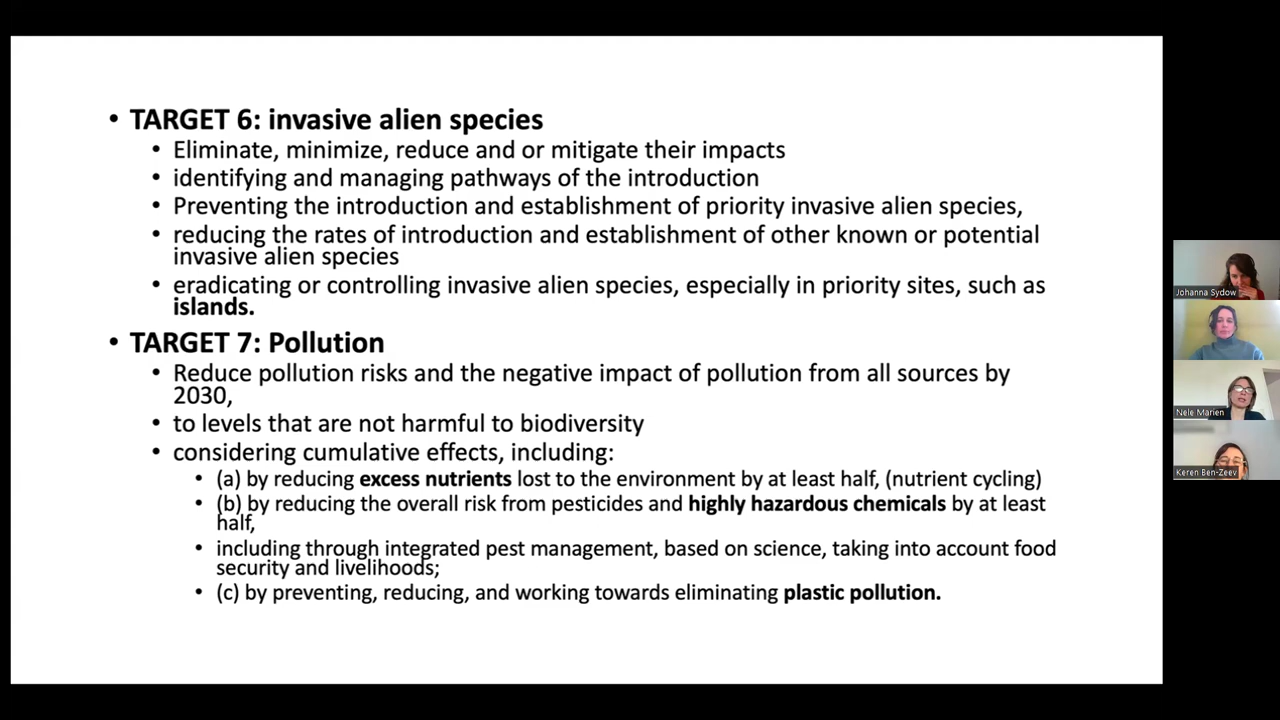 • TARGET 6: invasive alien species
• Eliminate, minimize, reduce and or mitigate their impacts
• identifying and managing pathways of the introduction
• Preventing the introduction and establishment of priority invasive alien species,
• reducing the rates of introduction and establishment of other known or potential
invasive alien species
• eradicating or controlling invasive alien species, especially in priority sites, such as
islands.
• TARGET 7: Pollution
• Reduce pollution risks and the negative impact of pollution from all sources by
2030,
• to levels that are not harmful to biodiversity
• considering cumulative effects, including:
• (a) by reducing excess nutrients lost to the environment by at least half, (nutrient cycling)
• (b) by reducing the overall risk from pesticides and highly hazardous chemicals by at least
half,
• including through integrated pest management, based on science, taking into account food
security and livelihoods;
• (c) by preventing, reducing, and working towards eliminating plastic pollution.
Johanna Sydow
Nele Marien
Keren Ben-Zeev